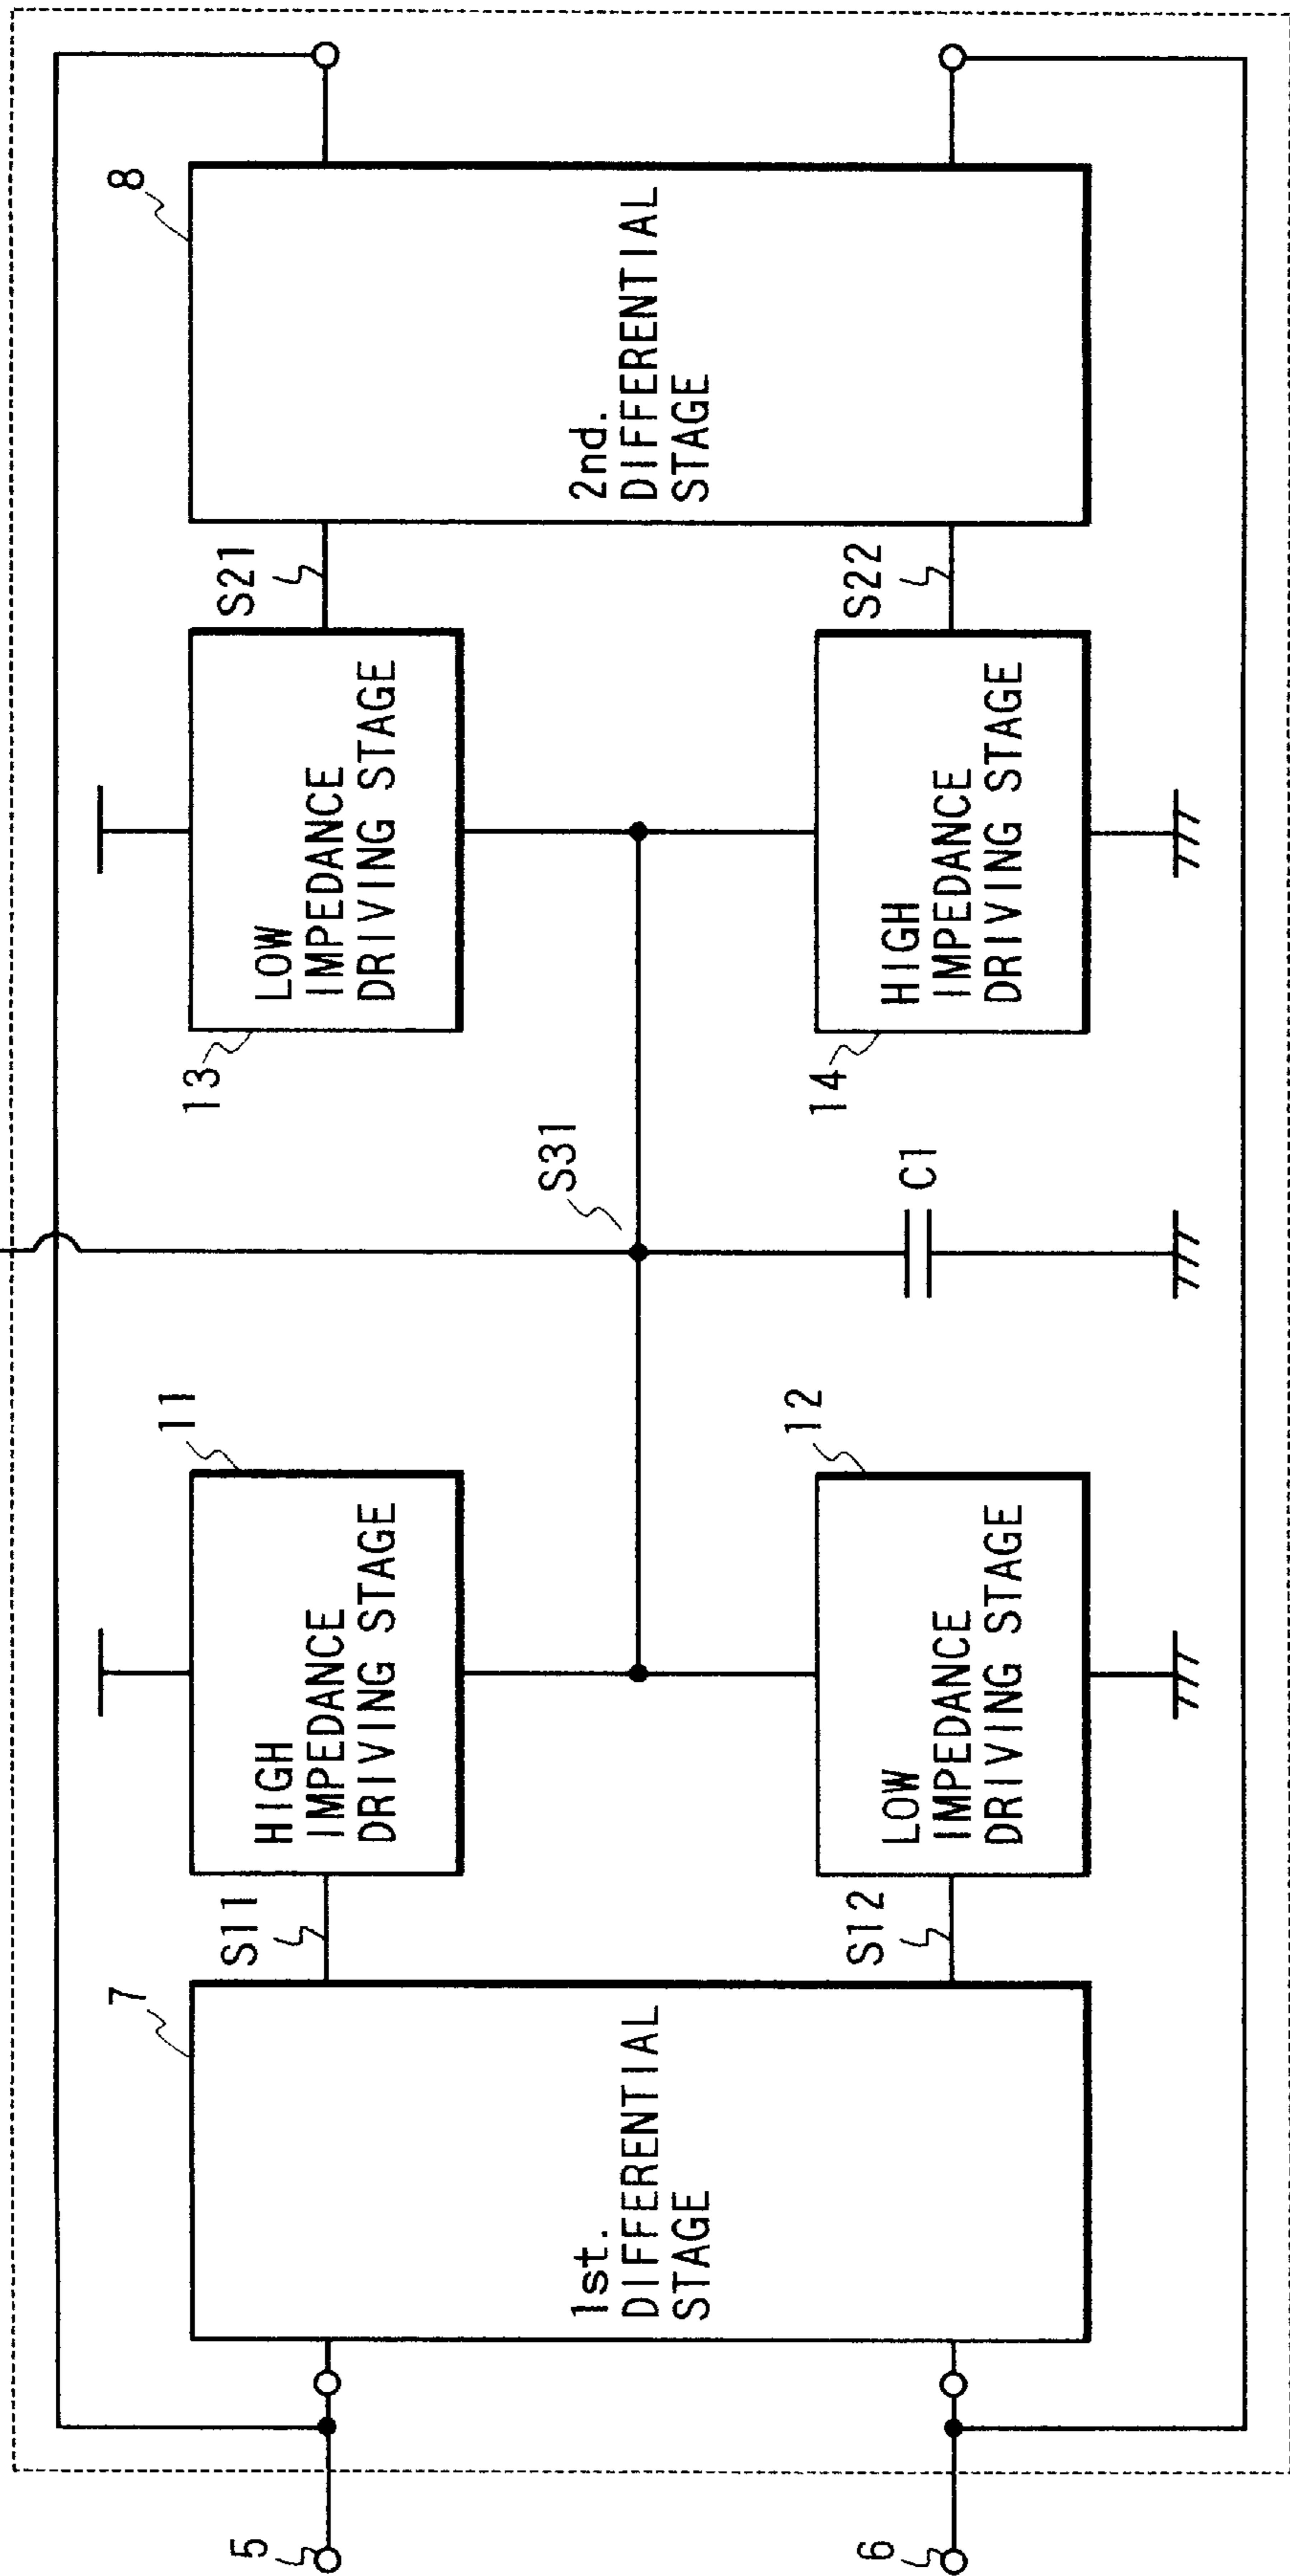 5
6
7
1st.
DIFFERENTIAL
STAGE
S11
S12
11
HIGH
IMPEDANCE
DRIVING STAGE
12
LOW
IMPEDANCE
DRIVING STAGE
S31
C1
13
LOW
IMPEDANCE
DRIVING STAGE
14
HIGH
IMPEDANCE
DRIVING STAGE
S21
S22
8
2nd.
DIFFERENTIAL
STAGE